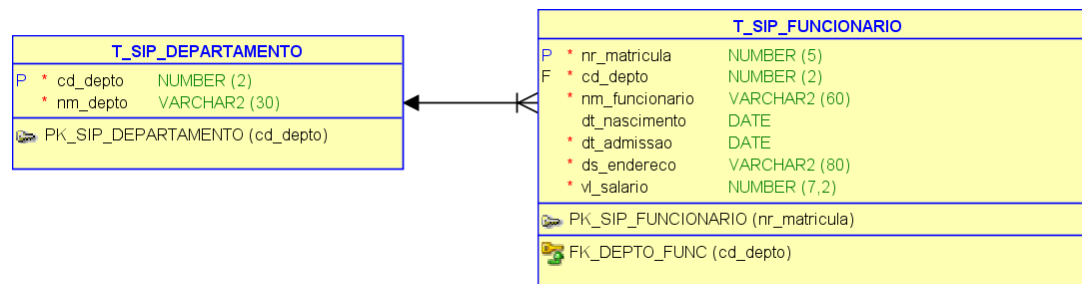 T_SIP_DEPARTAMENTO
P * cd_depto NUMBER (2)
* nm_depto VARCHAR2 (30)
PK_SIP_DEPARTAMENTO (cd_depto)
T_SIP_FUNCIONARIO
P * nr_matricula NUMBER (5)
F * cd_depto NUMBER (2)
* nm_funcionario VARCHAR2 (60)
dt_nascimento DATE
* dt_admissao DATE
* ds_endereco VARCHAR2 (80)
* vl_salario NUMBER (7,2)
PK_SIP_FUNCIONARIO (nr_matricula)
FK_DEPTO_FUNC (cd_depto)